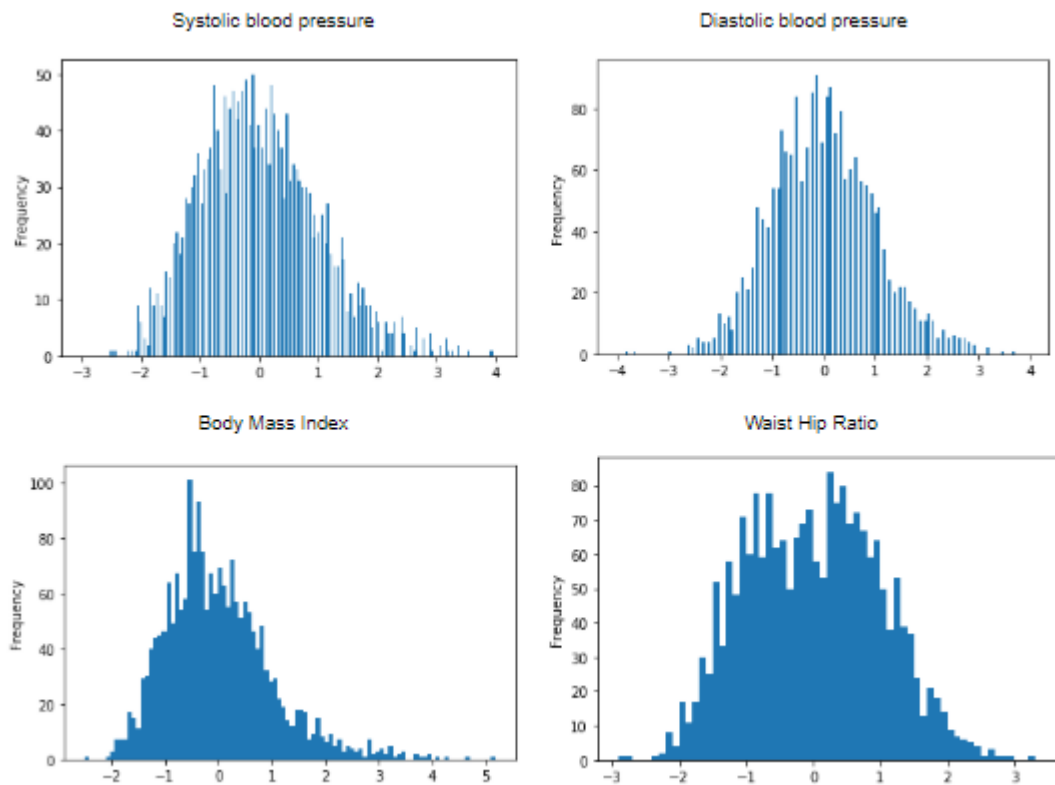 Systolic blood pressure
Diastolic blood pressure
Frequency
50
40
30
20
10
0
−3 −2 −1 0 1 2 3 4
Frequency
80
60
40
20
0
−4 −3 −2 −1 0 1 2 3 4
Body Mass Index
Waist Hip Ratio
Frequency
100
80
60
40
20
0
−2 −1 0 1 2 3 4 5
Frequency
80
70
60
50
40
30
20
10
0
−3 −2 −1 0 1 2 3